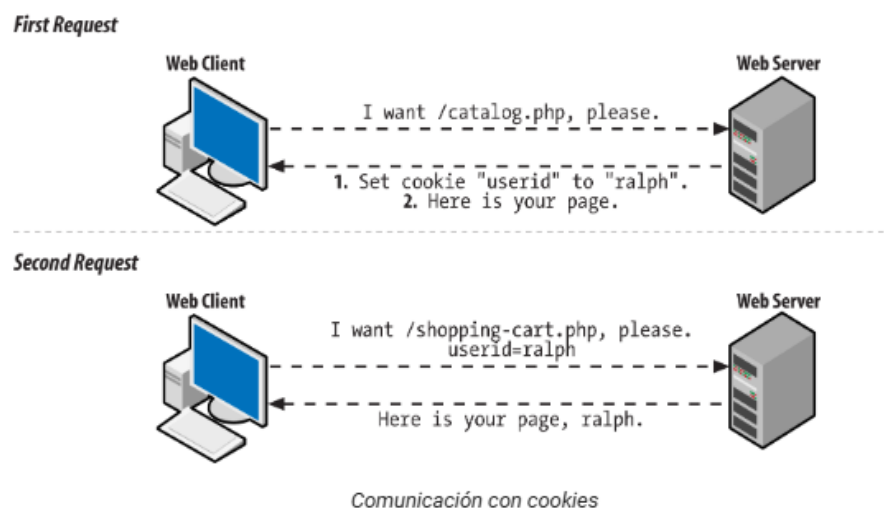 First Request
Web Client
Web Server
I want /catalog.php, please.
1. Set cookie "userid" to "ralph".
2. Here is your page.
Second Request
Web Client
Web Server
I want /shopping-cart.php, please.
userid=ralph
Here is your page, ralph.
Comunicación con cookies